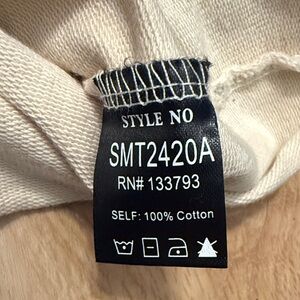 STYLE NO
SMT2420A
RN# 133793
SELF: 100% Cotton